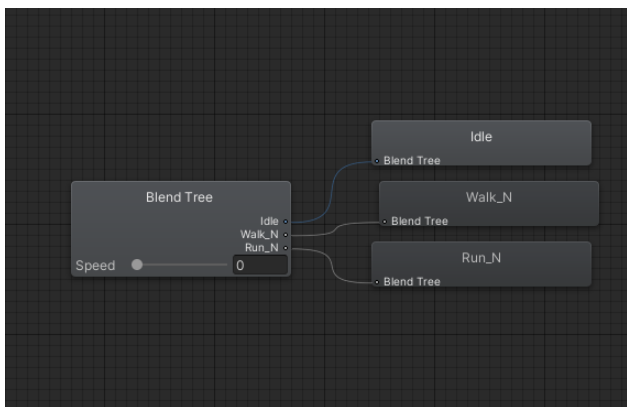 Blend Tree
Idle
Walk_N
Run_N
Speed 0
Idle
Blend Tree
Walk_N
Blend Tree
Run_N
Blend Tree